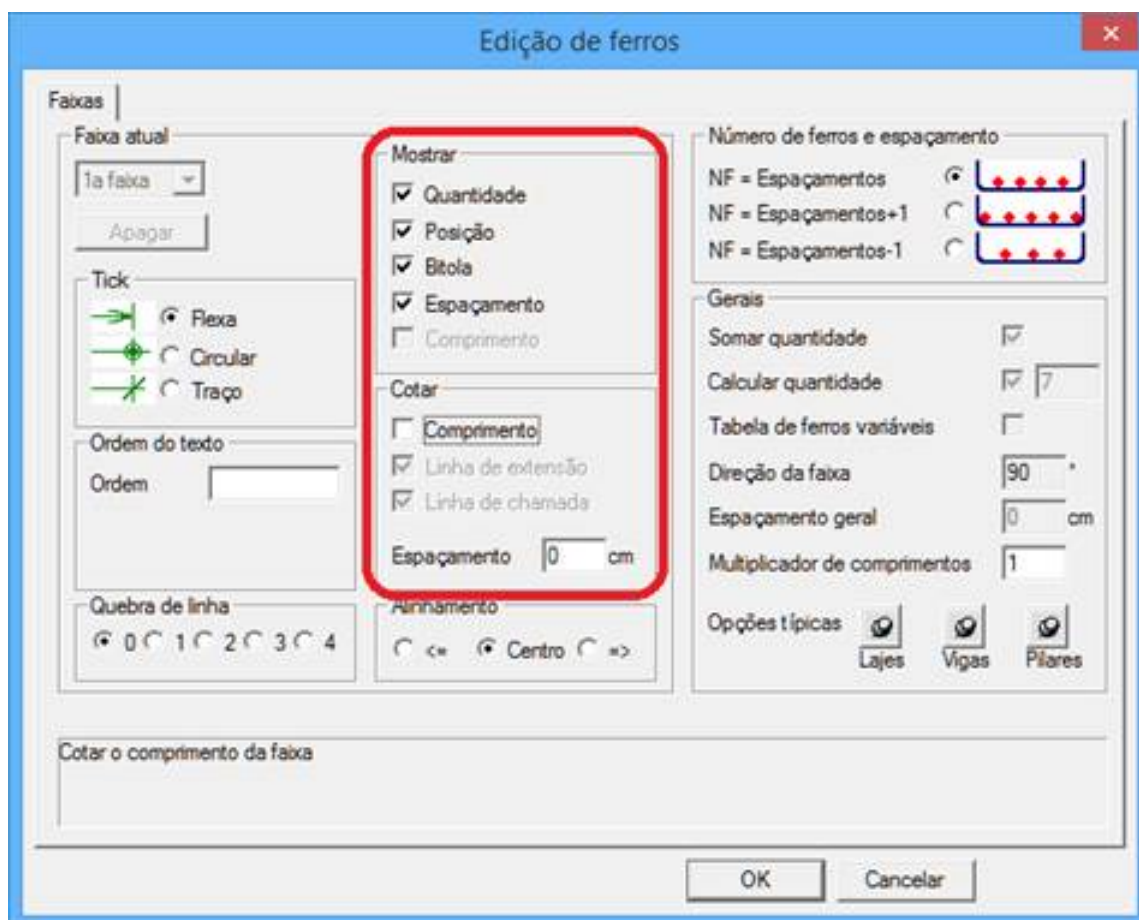 Edição de ferros
Faixas
Faixa atual
1a faixa
Apagar
Tick
Flexa
Circular
Traço
Ordem do texto
Ordem
Quebra de linha
0 1 2 3 4
Mostrar
Quantidade
Posição
Bitola
Espaçamento
Comprimento
Cotar
Comprimento
Linha de extensão
Linha de chamada
Espaçamento 0 cm
Alinhamento
<= Centro =>
Número de ferros e espaçamento
NF = Espaçamentos
NF = Espaçamentos+1
NF = Espaçamentos-1
Gerais
Somar quantidade
Calcular quantidade 7
Tabela de ferros variáveis
Direção da faixa 90 °
Espaçamento geral 0 cm
Multiplicador de comprimentos 1
Opções típicas
Lajes Vigas Pilares
Cotar o comprimento da faixa
OK Cancelar